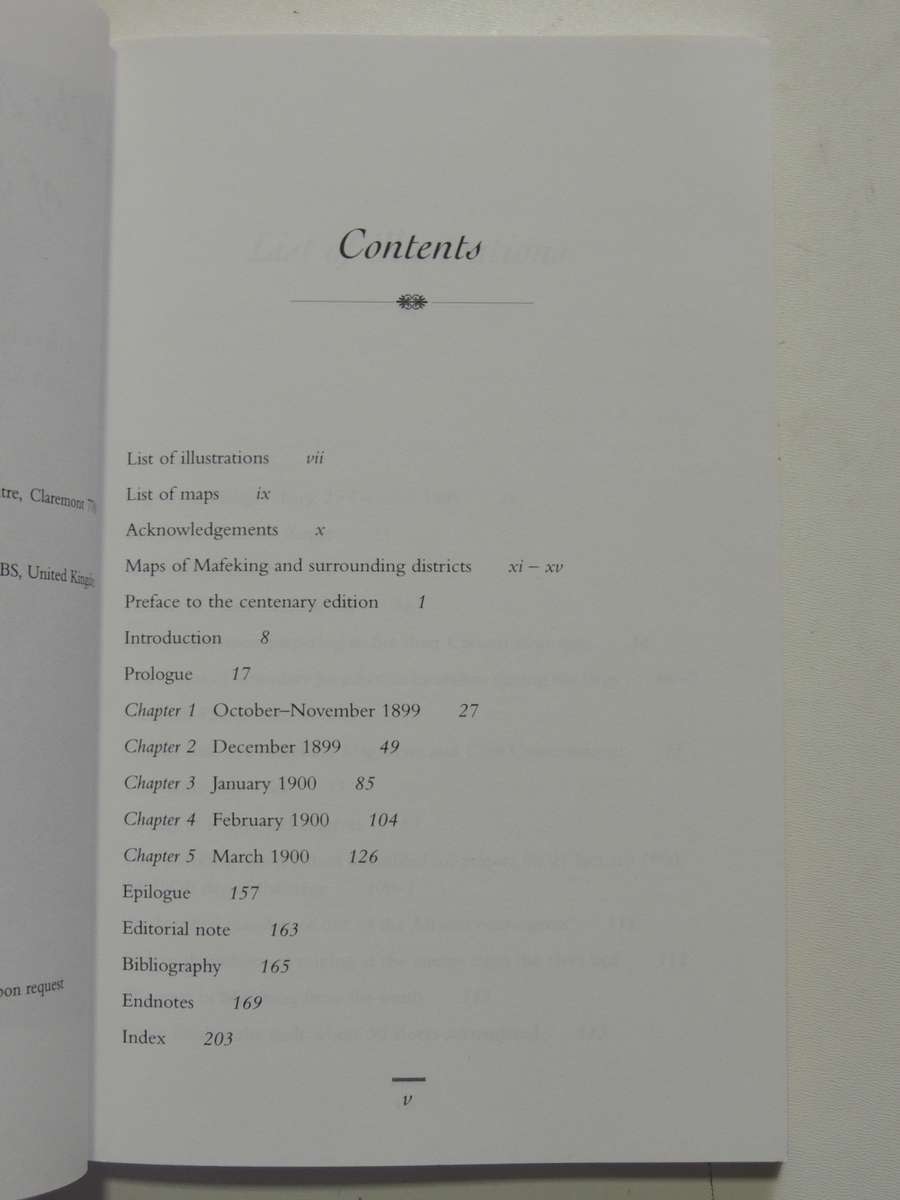 tre, Claremont
BS, United
pon request
Contents
List of illustrations vii
List of maps ix
Acknowledgements x
Maps of Mafeking and surrounding districts xi – xv
Preface to the centenary edition 1
Introduction 8
Prologue 17
Chapter 1 October–November 1899 27
Chapter 2 December 1899 49
Chapter 3 January 1900 85
Chapter 4 February 1900 104
Chapter 5 March 1900 126
Epilogue 157
Editorial note 163
Bibliography 165
Endnotes 169
Index 203
v